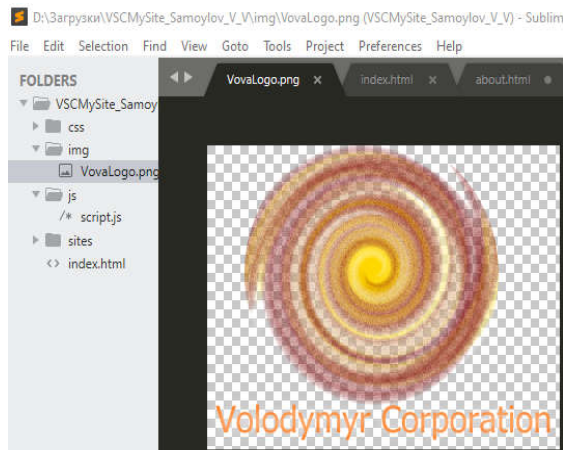 D:\Загрузки\VSCMySite_Samoylov_V_V\img\VovaLogo.png (VSCMySite_Samoylov_V_V) - Sublim
File Edit Selection Find View Goto Tools Project Preferences Help
FOLDERS
VSCMySite_Samoy
css
img
VovaLogo.png
js
/* script.js
sites
<> index.html
VovaLogo.png × index.html × about.html
Volodymyr Corporation